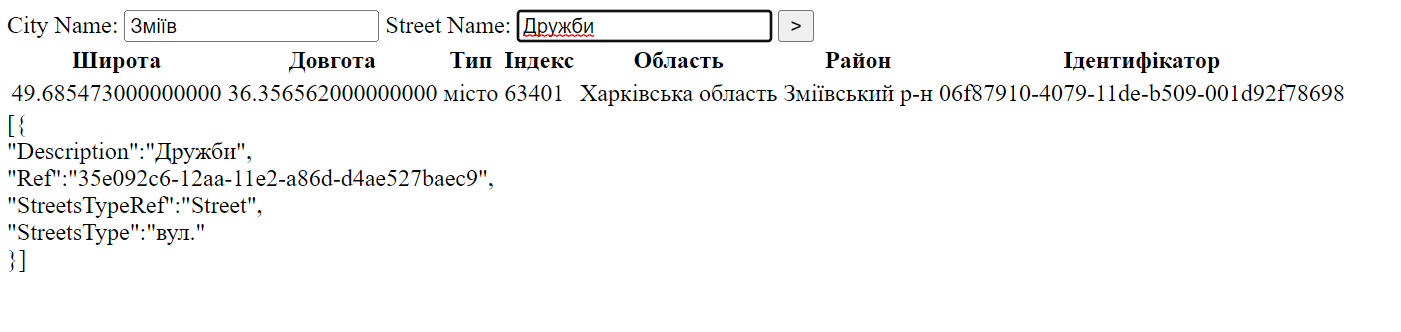 City Name: Зміїв Street Name: Дружби >
Широта Довгота Тип Індекс Область Район Ідентифікатор
49.685473000000000 36.356562000000000 місто 63401 Харківська область Зміївський р-н 06f87910-4079-11de-b509-001d92f78698
[{
"Description":"Дружби",
"Ref":"35e092c6-12aa-11e2-a86d-d4ae527baec9",
"StreetsTypeRef":"Street",
"StreetsType":"вул."
}]